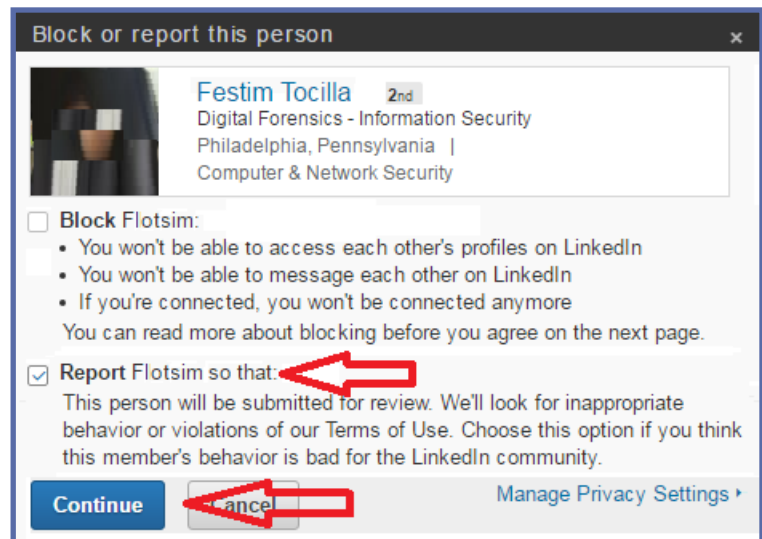 Block or report this person ×
Festim Tocilla 2nd
Digital Forensics - Information Security
Philadelphia, Pennsylvania |
Computer & Network Security
Block Flotsim:
• You won't be able to access each other's profiles on LinkedIn
• You won't be able to message each other on LinkedIn
• If you're connected, you won't be connected anymore
You can read more about blocking before you agree on the next page.
Report Flotsim so that:
This person will be submitted for review. We'll look for inappropriate
behavior or violations of our Terms of Use. Choose this option if you think
this member's behavior is bad for the LinkedIn community.
Continue Cancel Manage Privacy Settings